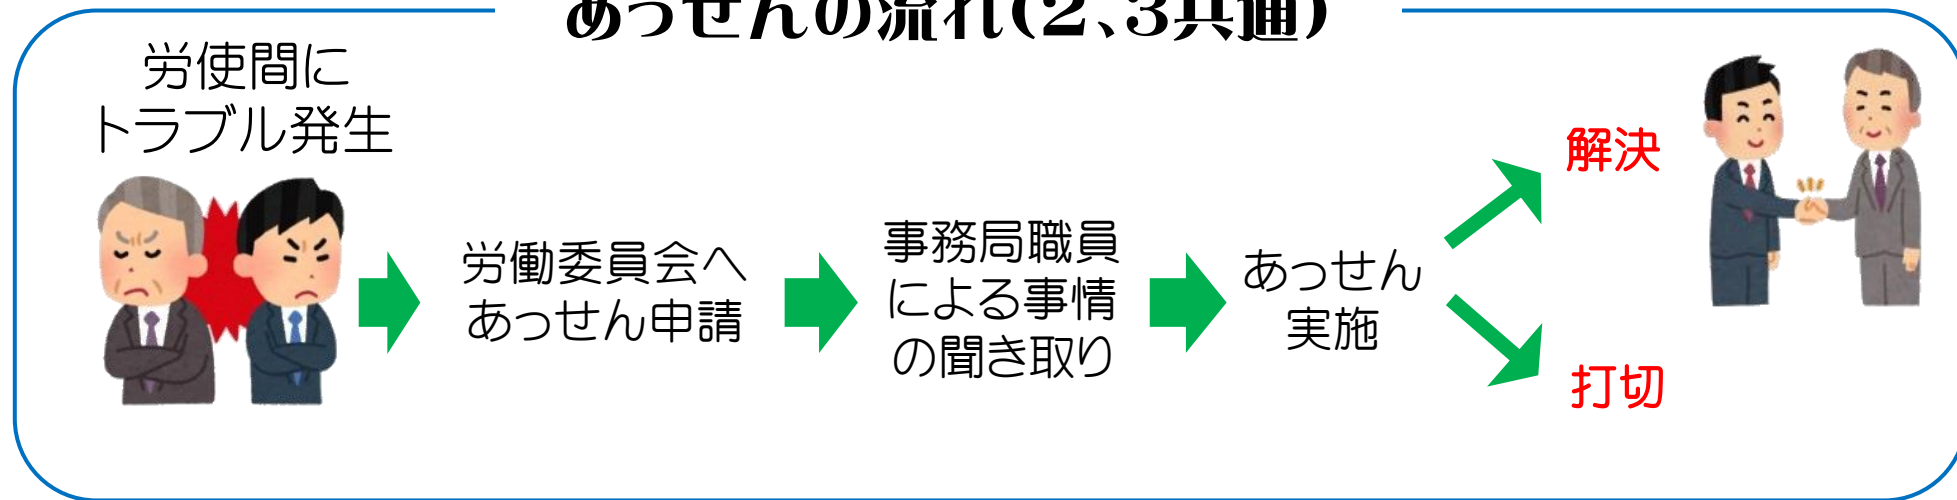 あっせんの流れ(2、3共通)
労使間に
トラブル発生
労働委員会へ
あっせん申請
事務局職員
による事情
の聞き取り
あっせん
実施
解決
打切